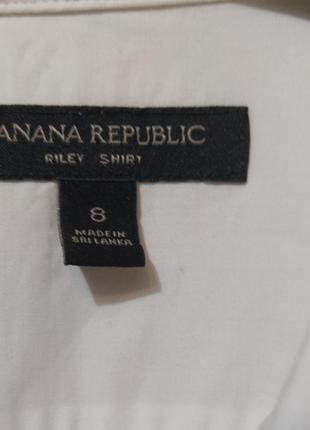 ANANA REPUBLIC
RILEY SHIRT
8
MADE IN
SRI LANKA